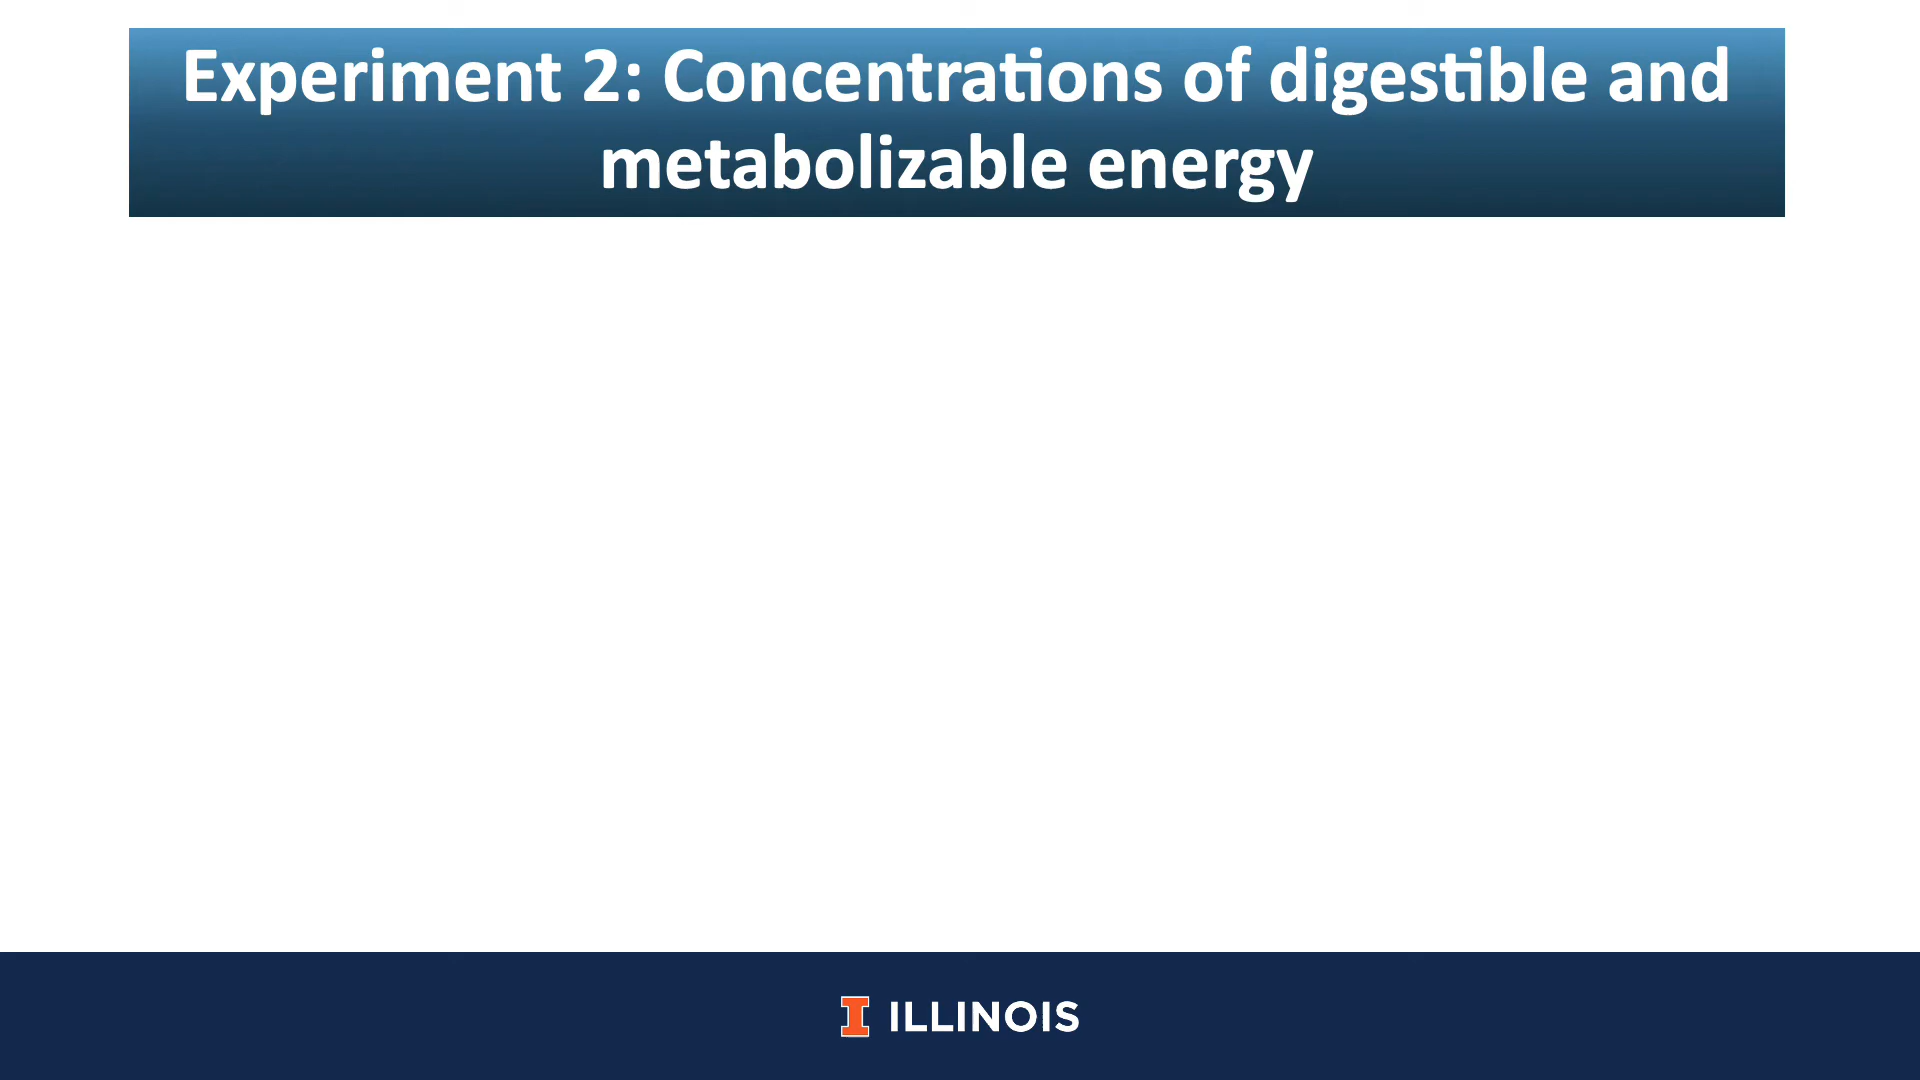 Experiment 2: Concentrations of digestible and
metabolizable energy
ILLINOIS